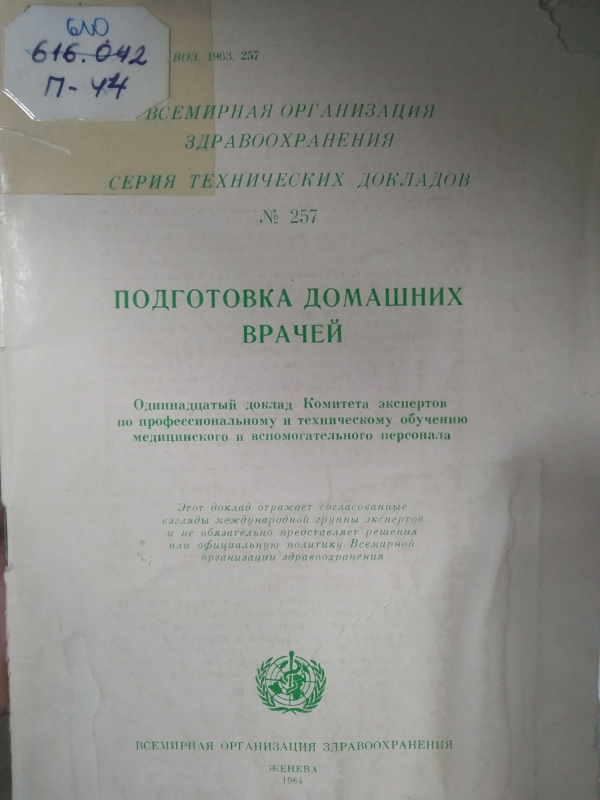 610
616.042
П-44
ВОЗ, 1963, 257
ВСЕМИРНАЯ ОРГАНИЗАЦИЯ
ЗДРАВООХРАНЕНИЯ
СЕРИЯ ТЕХНИЧЕСКИХ ДОКЛАДОВ
№ 257
ПОДГОТОВКА ДОМАШНИХ
ВРАЧЕЙ
Одиннадцатый доклад Комитета экспертов
по профессиональному и техническому обучению
медицинского и вспомогательного персонала
Этот доклад отражает согласованные
взгляды международной группы экспертов
и не обязательно представляет решения
или официальную политику Всемирной
организации здравоохранения
ВСЕМИРНАЯ ОРГАНИЗАЦИЯ ЗДРАВООХРАНЕНИЯ
ЖЕНЕВА
1964